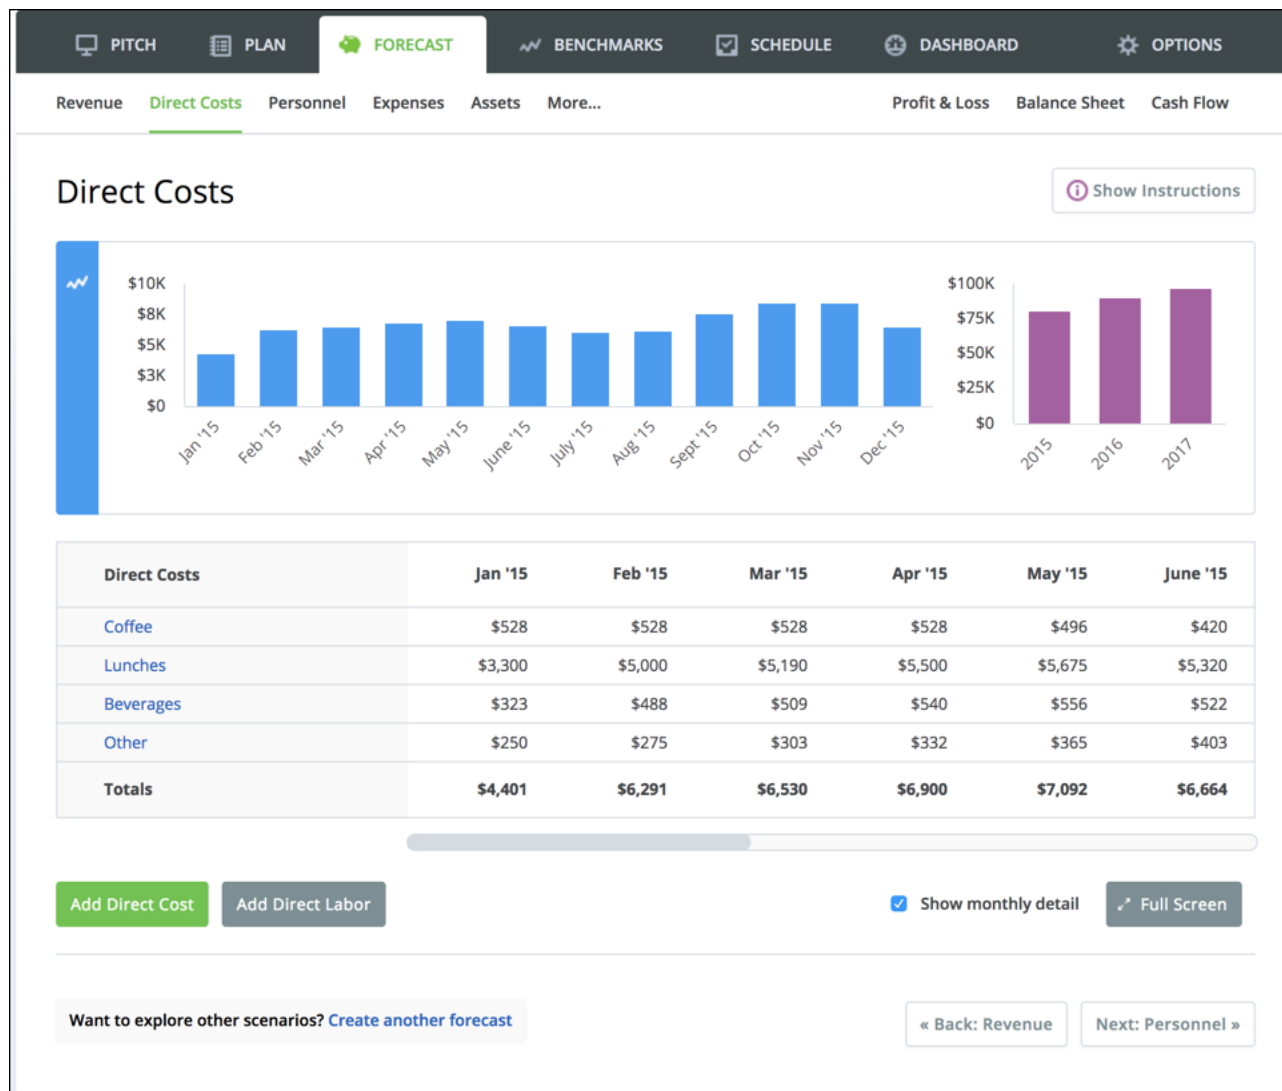 PITCH PLAN FORECAST BENCHMARKS SCHEDULE DASHBOARD OPTIONS
Revenue Direct Costs Personnel Expenses Assets More... Profit & Loss Balance Sheet Cash Flow
Direct Costs
Show Instructions
$10K
$8K
$5K
$3K
$0
Jan '15 Feb '15 Mar '15 Apr '15 May '15 June '15 July '15 Aug '15 Sept '15 Oct '15 Nov '15 Dec '15
$100K
$75K
$50K
$25K
$0
2015 2016 2017
Direct Costs Jan '15 Feb '15 Mar '15 Apr '15 May '15 June '15
Coffee $528 $528 $528 $528 $496 $420
Lunches $3,300 $5,000 $5,190 $5,500 $5,675 $5,320
Beverages $323 $488 $509 $540 $556 $522
Other $250 $275 $303 $332 $365 $403
Totals $4,401 $6,291 $6,530 $6,900 $7,092 $6,664
Add Direct Cost Add Direct Labor Show monthly detail Full Screen
Want to explore other scenarios? Create another forecast
« Back: Revenue Next: Personnel »